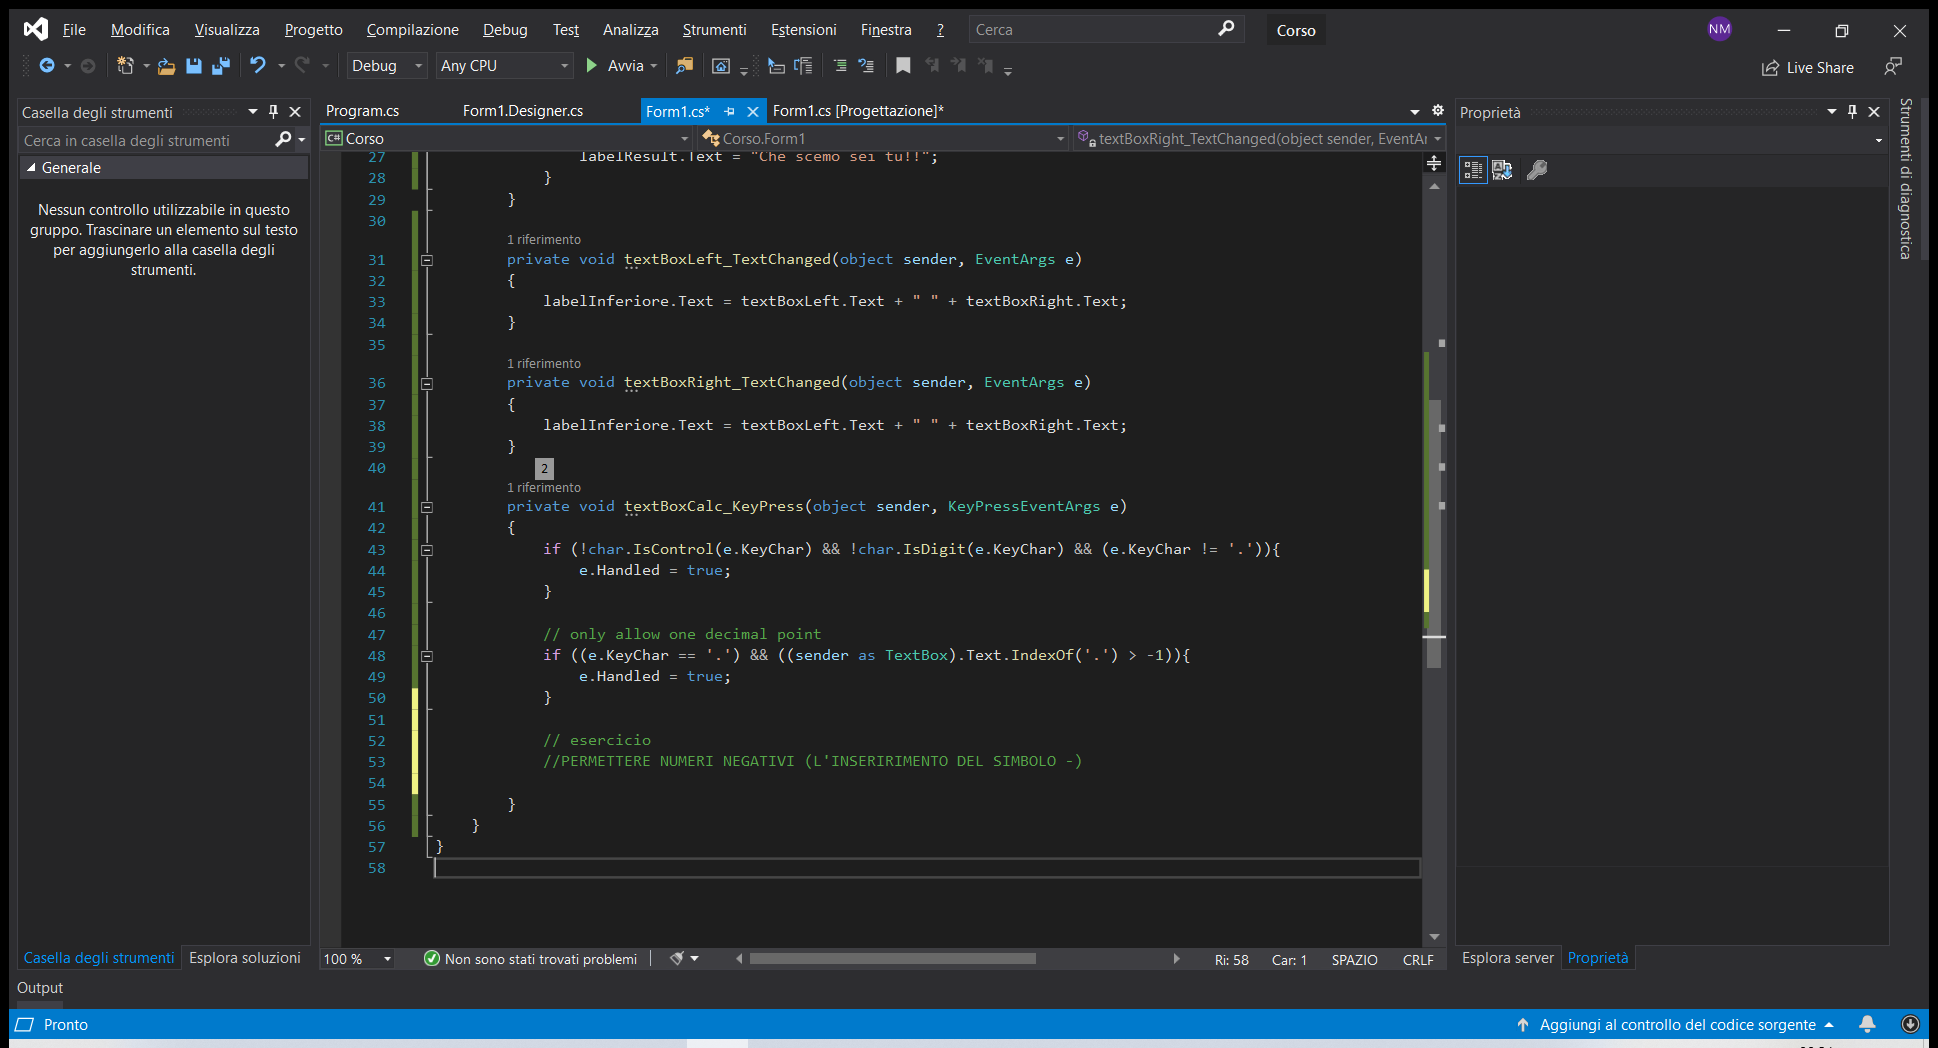 File Modifica Visualizza Progetto Compilazione Debug Test Analizza Strumenti Estensioni Finestra ? Cerca Corso NM
Debug Any CPU Avvia Live Share
Casella degli strumenti
Cerca in casella degli strumenti
Generale
Nessun controllo utilizzabile in questo
gruppo. Trascinare un elemento sul testo
per aggiungerlo alla casella degli
strumenti.
Program.cs Form1.Designer.cs Form1.cs* Form1.cs [Progettazione]*
C# Corso Corso.Form1 textBoxRight_TextChanged(object sender, EventAr
27 labelResult.Text = "Che scemo sei tu!!";
28 }
29 }
30
1 riferimento
31 private void textBoxLeft_TextChanged(object sender, EventArgs e)
32 {
33 labelInferiore.Text = textBoxLeft.Text + " " + textBoxRight.Text;
34 }
35
1 riferimento
36 private void textBoxRight_TextChanged(object sender, EventArgs e)
37 {
38 labelInferiore.Text = textBoxLeft.Text + " " + textBoxRight.Text;
39 }
40 2
1 riferimento
41 private void textBoxCalc_KeyPress(object sender, KeyPressEventArgs e)
42 {
43 if (!char.IsControl(e.KeyChar) && !char.IsDigit(e.KeyChar) && (e.KeyChar != '.')){
44 e.Handled = true;
45 }
46
47 // only allow one decimal point
48 if ((e.KeyChar == '.') && ((sender as TextBox).Text.IndexOf('.') > -1)){
49 e.Handled = true;
50 }
51
52 // esercicio
53 //PERMETTERE NUMERI NEGATIVI (L'INSERIRIMENTO DEL SIMBOLO -)
54
55 }
56 }
57 }
58
Proprietà
Strumenti di diagnostica
Casella degli strumenti Esplora soluzioni
100 % Non sono stati trovati problemi Ri: 58 Car: 1 SPAZIO CRLF
Esplora server Proprietà
Output
Pronto Aggiungi al controllo del codice sorgente